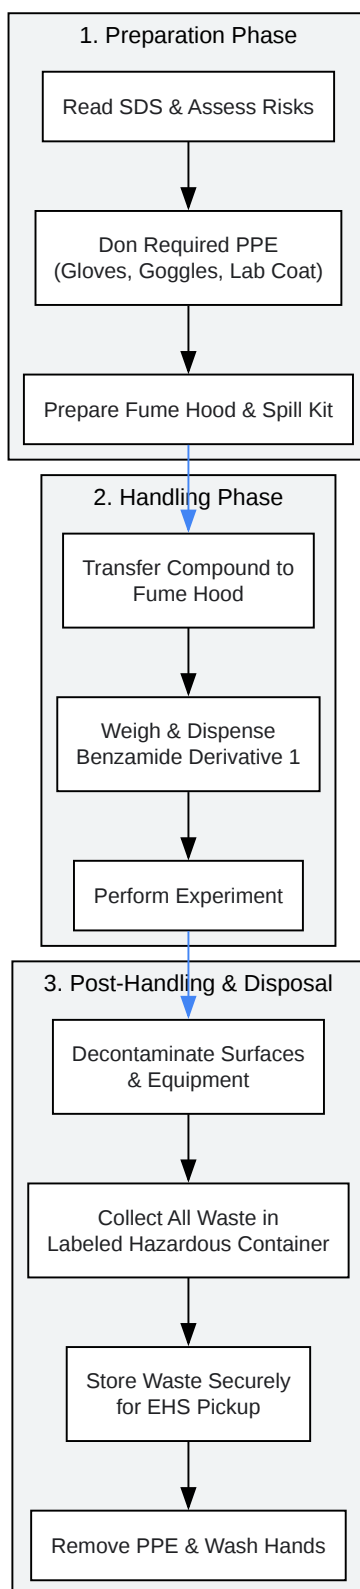 1. Preparation Phase
Read SDS & Assess Risks
Don Required PPE
(Gloves, Goggles, Lab Coat)
Prepare Fume Hood & Spill Kit
2. Handling Phase
Transfer Compound to
Fume Hood
Weigh & Dispense
Benzamide Derivative 1
Perform Experiment
3. Post-Handling & Disposal
Decontaminate Surfaces
& Equipment
Collect All Waste in
Labeled Hazardous Container
Store Waste Securely
for EHS Pickup
Remove PPE & Wash Hands